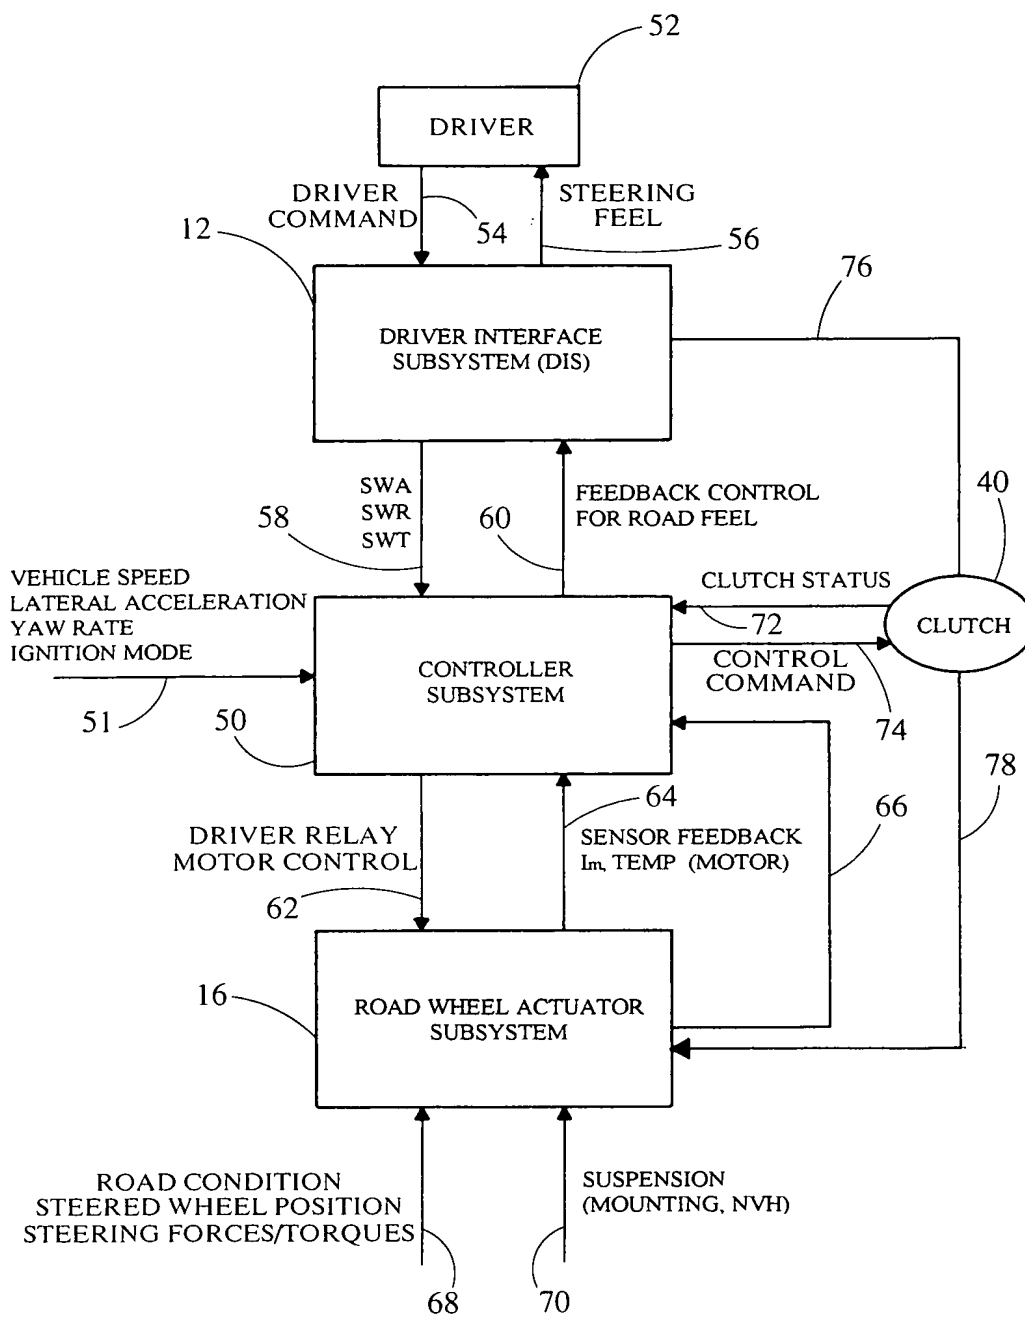 52
DRIVER
DRIVER
COMMAND
STEERING
FEEL
54
56
12
76
DRIVER INTERFACE
SUBSYSTEM (DIS)
SWA
SWR
SWT
58
60
FEEDBACK CONTROL
FOR ROAD FEEL
40
VEHICLE SPEED
LATERAL ACCELERATION
YAW RATE
IGNITION MODE
CLUTCH STATUS
72
CLUTCH
CONTROLLER
SUBSYSTEM
CONTROL
COMMAND
51
50
74
78
64
66
DRIVER RELAY
MOTOR CONTROL
SENSOR FEEDBACK
Im, TEMP (MOTOR)
62
16
ROAD WHEEL ACTUATOR
SUBSYSTEM
ROAD CONDITION
STEERED WHEEL POSITION
STEERING FORCES/TORQUES
SUSPENSION
(MOUNTING, NVH)
68
70